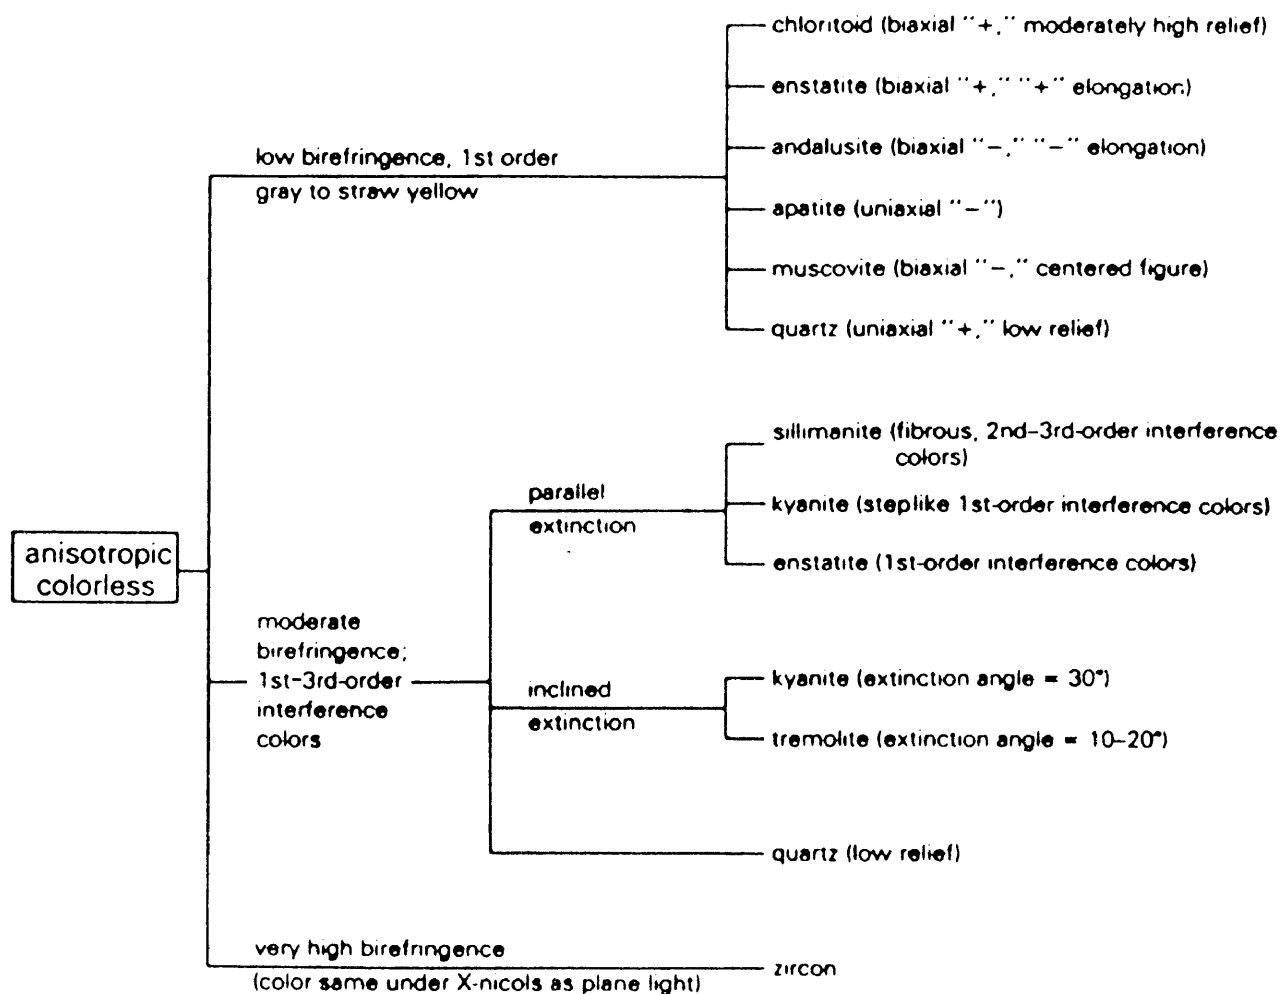 chloritoid (biaxial "+," moderately high relief)
enstatite (biaxial "+," "+" elongation)
andalusite (biaxial "−," "−" elongation)
low birefringence, 1st order
gray to straw yellow
apatite (uniaxial "−")
muscovite (biaxial "−," centered figure)
quartz (uniaxial "+," low relief)
sillimanite (fibrous, 2nd–3rd-order interference
colors)
parallel
extinction
kyanite (steplike 1st-order interference colors)
enstatite (1st-order interference colors)
anisotropic
colorless
moderate
birefringence;
1st–3rd-order
interference
colors
inclined
extinction
kyanite (extinction angle = 30°)
tremolite (extinction angle = 10–20°)
quartz (low relief)
very high birefringence
(color same under X-nicols as plane light)
zircon